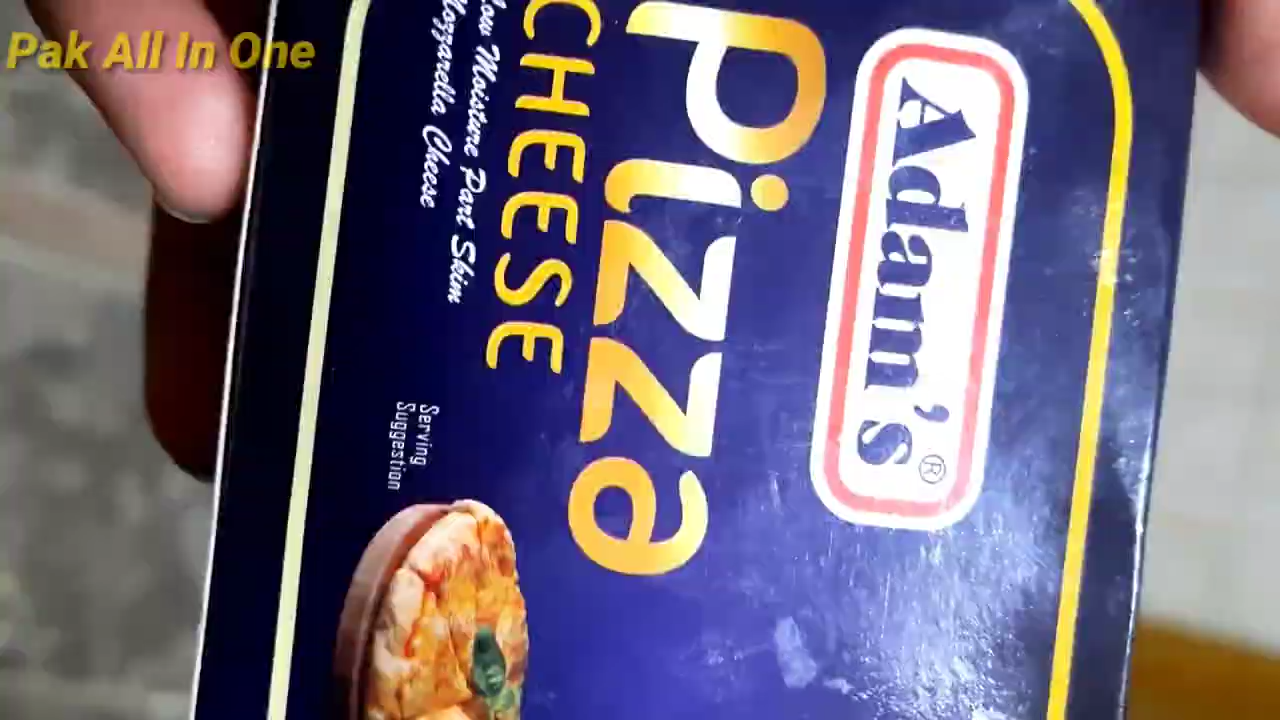 Pak All In One
Adam's®
Pizza
CHEESE
Low Moisture Part Skim
Mozzarella Cheese
Serving
Suggestion